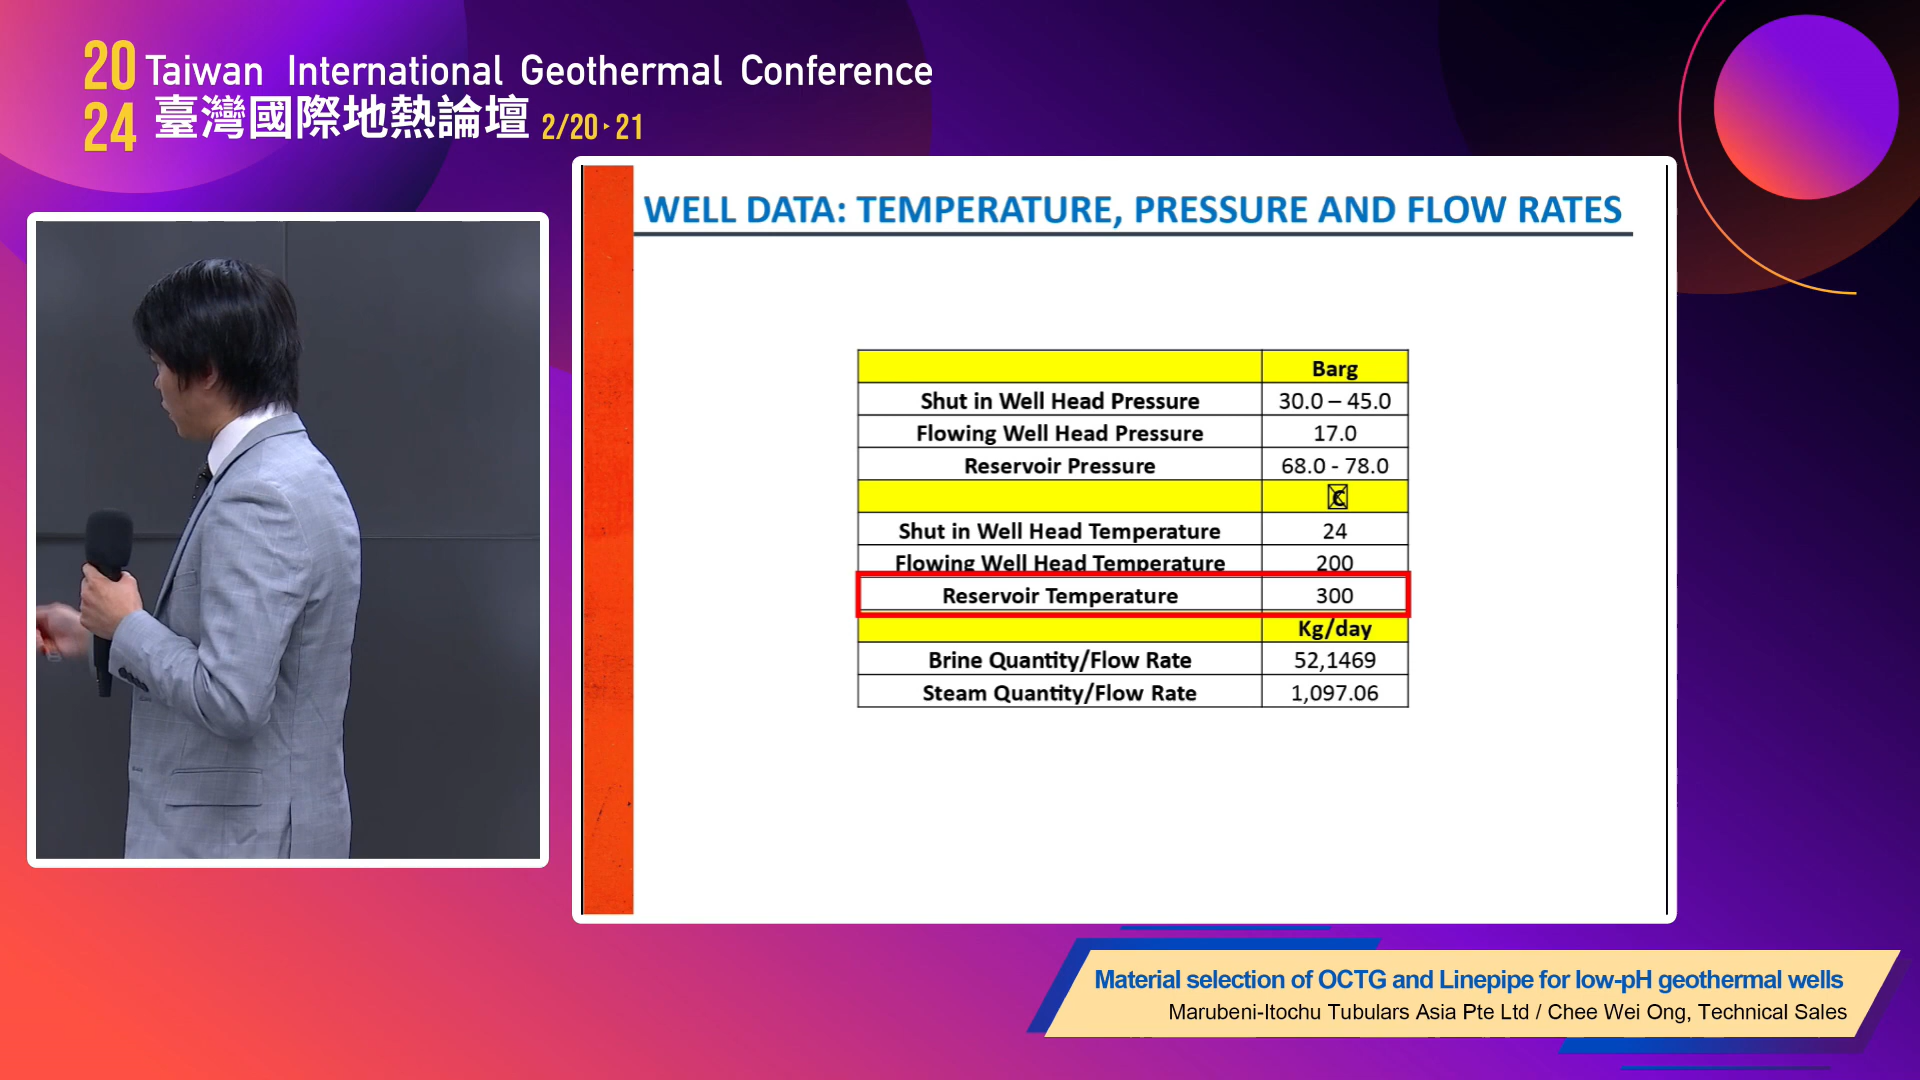 20
24
Taiwan International Geothermal Conference
臺灣國際地熱論壇 2/20‣21
WELL DATA: TEMPERATURE, PRESSURE AND FLOW RATES
Barg
Shut in Well Head Pressure 30.0 – 45.0
Flowing Well Head Pressure 17.0
Reservoir Pressure 68.0 - 78.0
C
Shut in Well Head Temperature 24
Flowing Well Head Temperature 200
Reservoir Temperature 300
Kg/day
Brine Quantity/Flow Rate 52,1469
Steam Quantity/Flow Rate 1,097.06
Material selection of OCTG and Linepipe for low-pH geothermal wells
Marubeni-Itochu Tubulars Asia Pte Ltd / Chee Wei Ong, Technical Sales